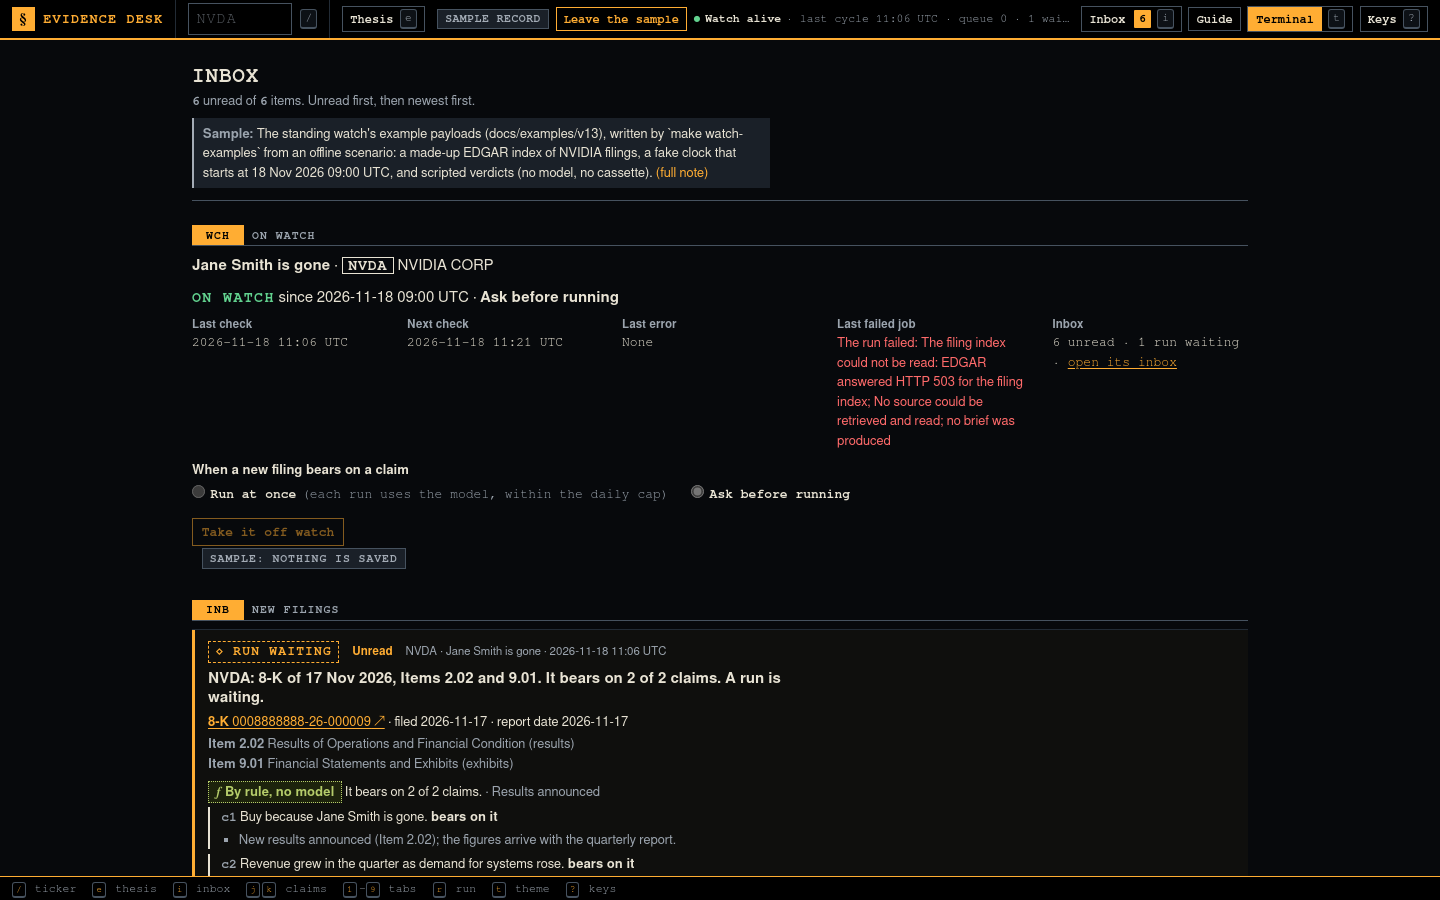 § EVIDENCE DESK NVDA / Thesis e SAMPLE RECORD Leave the sample Watch alive · last cycle 11:06 UTC · queue 0 · 1 wai… Inbox 6 i Guide Terminal t Keys ?
INBOX
6 unread of 6 items. Unread first, then newest first.
Sample: The standing watch's example payloads (docs/examples/v13), written by `make watch-
examples` from an offline scenario: a made-up EDGAR index of NVIDIA filings, a fake clock that
starts at 18 Nov 2026 09:00 UTC, and scripted verdicts (no model, no cassette). (full note)
WCH ON WATCH
Jane Smith is gone · NVDA NVIDIA CORP
ON WATCH since 2026-11-18 09:00 UTC · Ask before running
Last check Next check Last error Last failed job Inbox
2026-11-18 11:06 UTC 2026-11-18 11:21 UTC None The run failed: The filing index 6 unread · 1 run waiting
could not be read: EDGAR · open its inbox
answered HTTP 503 for the filing
index; No source could be
retrieved and read; no brief was
produced
When a new filing bears on a claim
Run at once (each run uses the model, within the daily cap) Ask before running
Take it off watch
SAMPLE: NOTHING IS SAVED
INB NEW FILINGS
◇ RUN WAITING Unread NVDA · Jane Smith is gone · 2026-11-18 11:06 UTC
NVDA: 8-K of 17 Nov 2026, Items 2.02 and 9.01. It bears on 2 of 2 claims. A run is
waiting.
8-K 0008888888-26-000009 ↗ · filed 2026-11-17 · report date 2026-11-17
Item 2.02 Results of Operations and Financial Condition (results)
Item 9.01 Financial Statements and Exhibits (exhibits)
ƒ By rule, no model It bears on 2 of 2 claims. · Results announced
c1 Buy because Jane Smith is gone. bears on it
▪ New results announced (Item 2.02); the figures arrive with the quarterly report.
c2 Revenue grew in the quarter as demand for systems rose. bears on it
/ ticker e thesis i inbox j k claims 1-9 tabs r run t theme ? keys